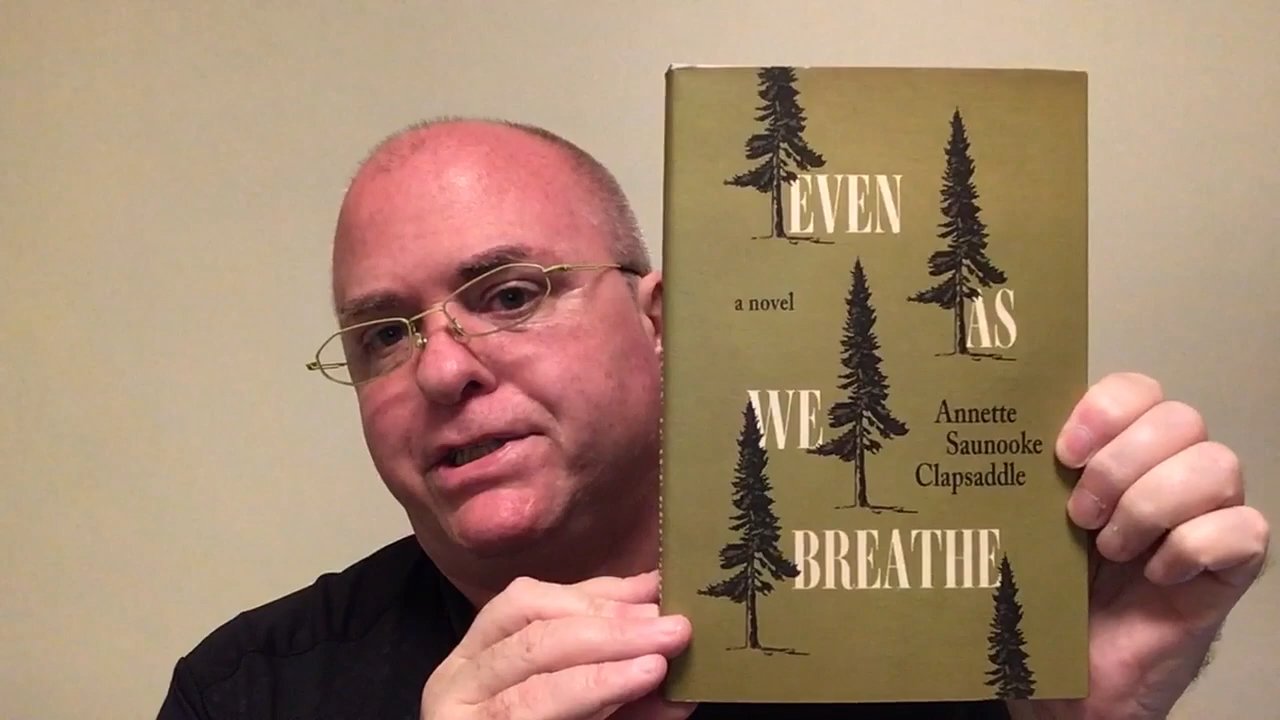 EVEN
a novel
AS
WE
Annette
Saunooke
Clapsaddle
BREATHE